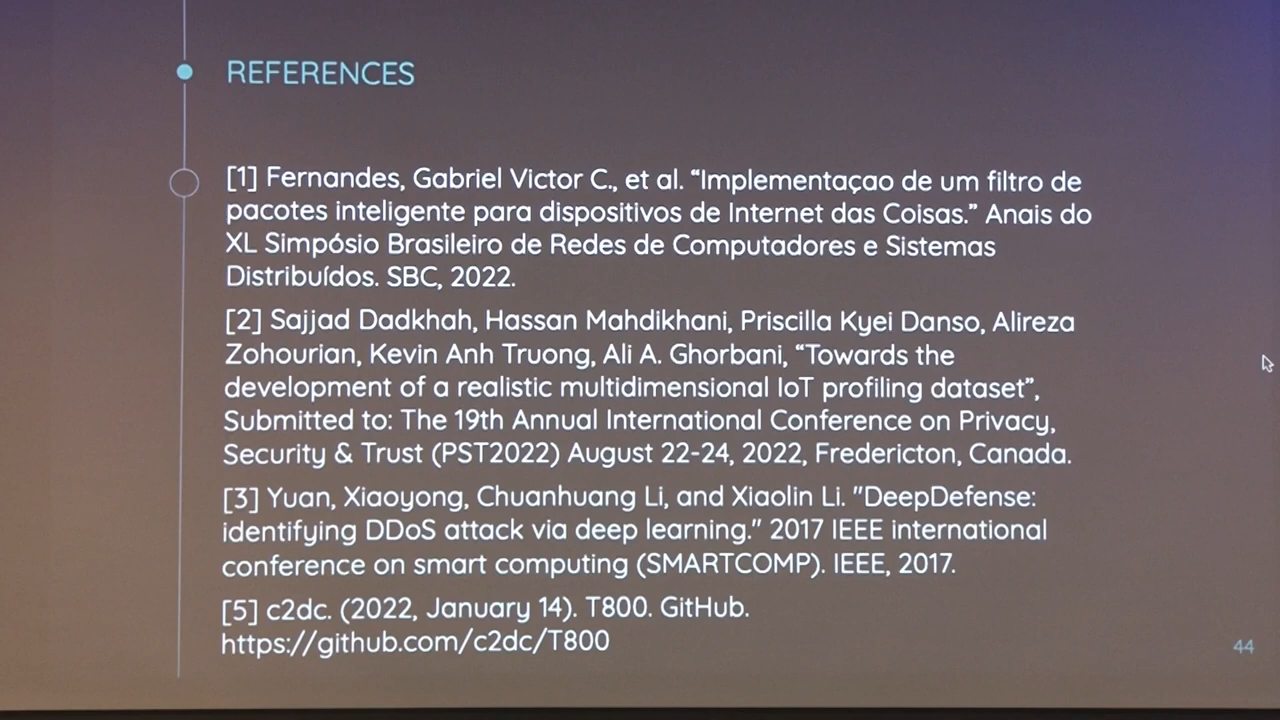 REFERENCES
[1] Fernandes, Gabriel Victor C., et al. “Implementaçao de um filtro de
pacotes inteligente para dispositivos de Internet das Coisas.” Anais do
XL Simpósio Brasileiro de Redes de Computadores e Sistemas
Distribuídos. SBC, 2022.
[2] Sajjad Dadkhah, Hassan Mahdikhani, Priscilla Kyei Danso, Alireza
Zohourian, Kevin Anh Truong, Ali A. Ghorbani, “Towards the
development of a realistic multidimensional IoT profiling dataset”,
Submitted to: The 19th Annual International Conference on Privacy,
Security & Trust (PST2022) August 22-24, 2022, Fredericton, Canada.
[3] Yuan, Xiaoyong, Chuanhuang Li, and Xiaolin Li. "DeepDefense:
identifying DDoS attack via deep learning." 2017 IEEE international
conference on smart computing (SMARTCOMP). IEEE, 2017.
[5] c2dc. (2022, January 14). T800. GitHub.
https://github.com/c2dc/T800
44